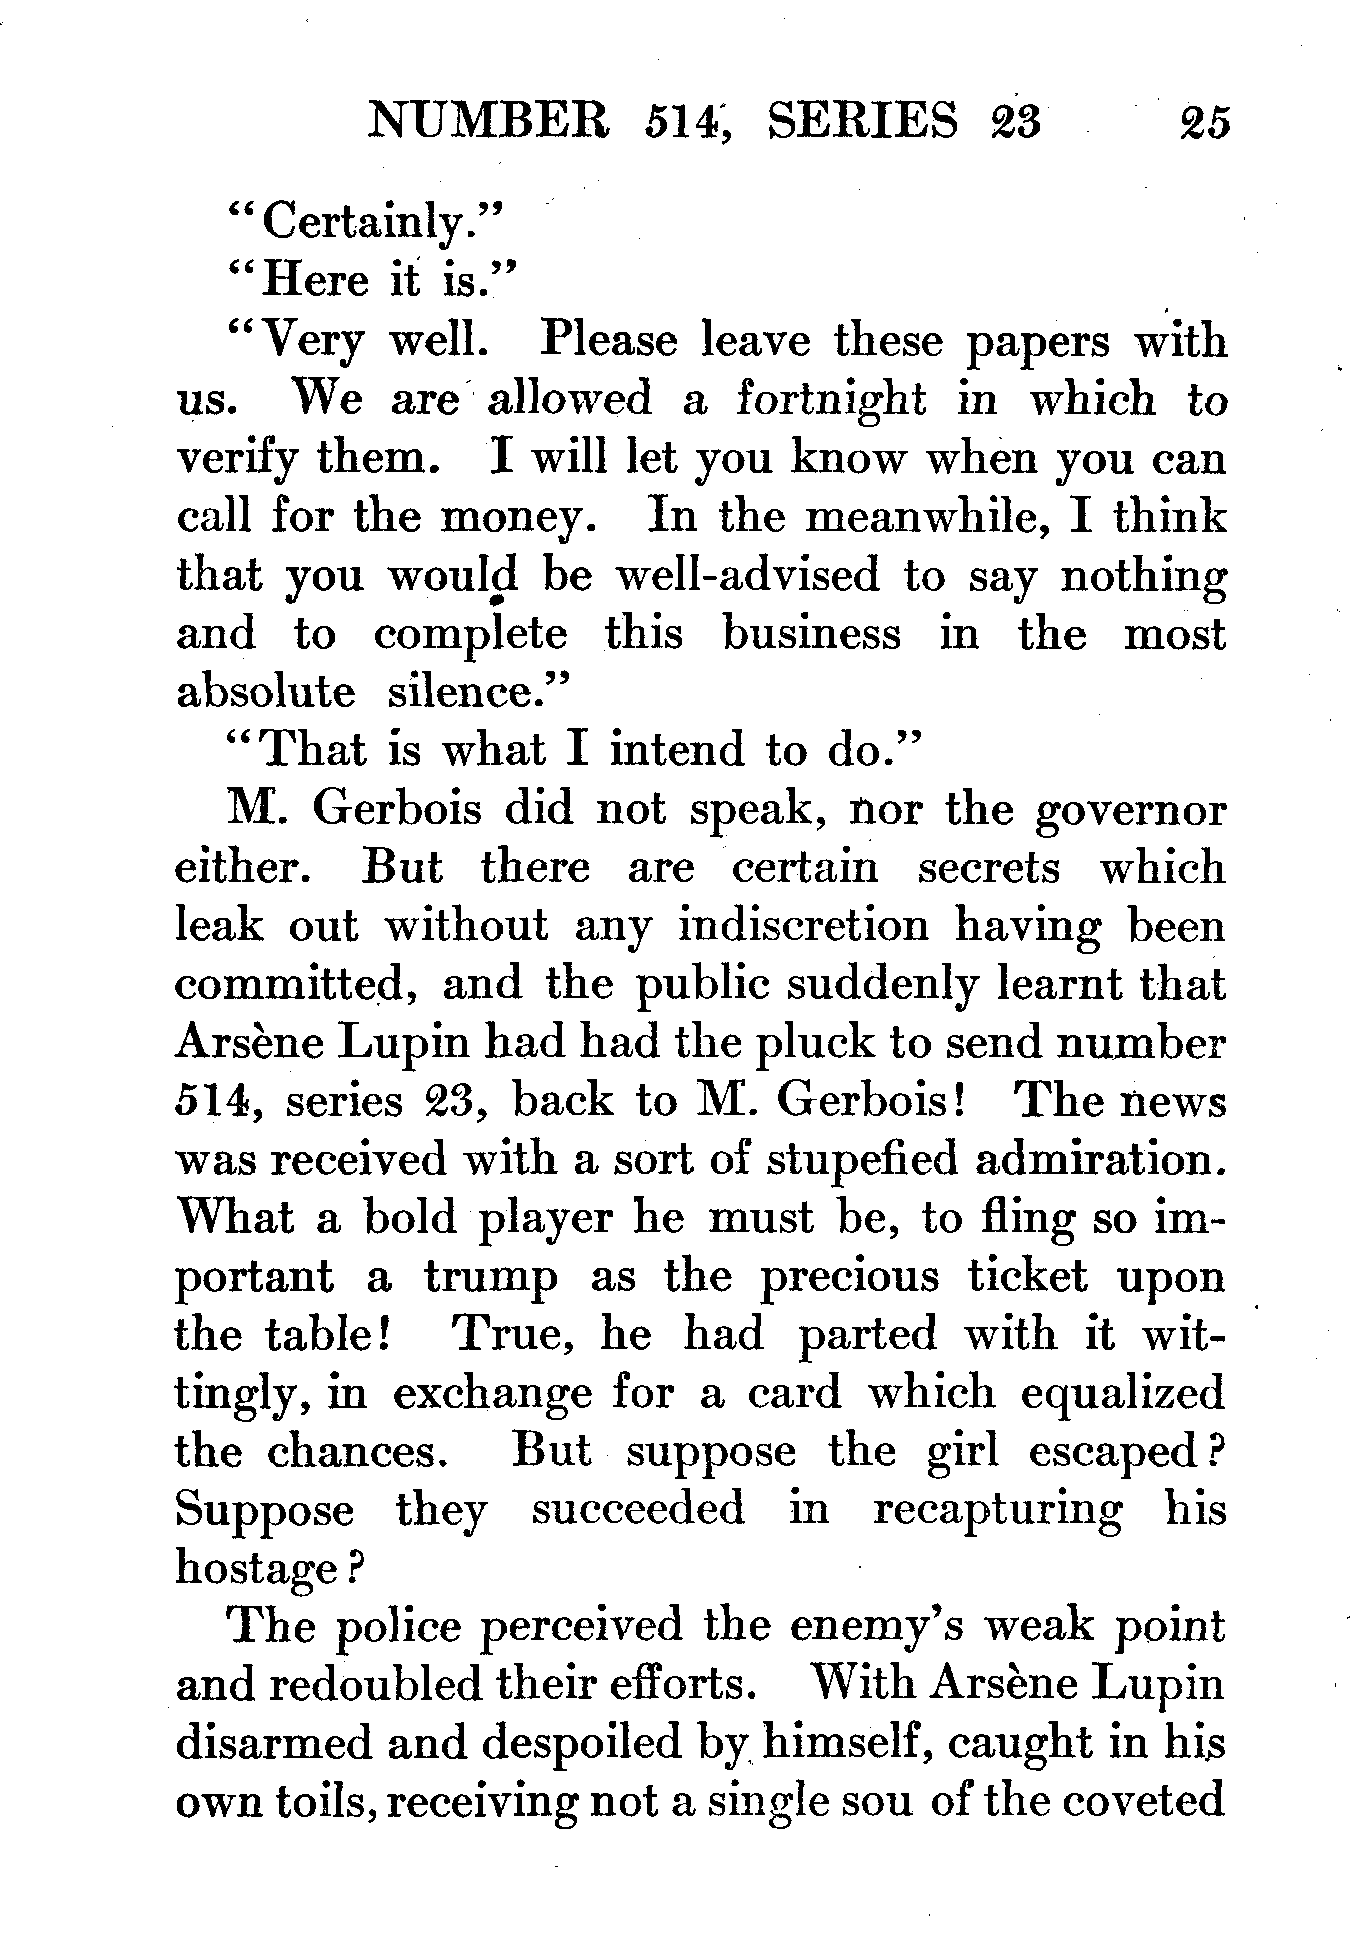 NUMBER 514, SERIES 23 25
“Certainly.”
“Here it is.”
“Very well. Please leave these papers with
us. We are allowed a fortnight in which to
verify them. I will let you know when you can
call for the money. In the meanwhile, I think
that you would be well-advised to say nothing
and to complete this business in the most
absolute silence.”
“That is what I intend to do.”
M. Gerbois did not speak, nor the governor
either. But there are certain secrets which
leak out without any indiscretion having been
committed, and the public suddenly learnt that
Arsène Lupin had had the pluck to send number
514, series 23, back to M. Gerbois! The news
was received with a sort of stupefied admiration.
What a bold player he must be, to fling so im-
portant a trump as the precious ticket upon
the table! True, he had parted with it wit-
tingly, in exchange for a card which equalized
the chances. But suppose the girl escaped?
Suppose they succeeded in recapturing his
hostage?
The police perceived the enemy’s weak point
and redoubled their efforts. With Arsène Lupin
disarmed and despoiled by himself, caught in his
own toils, receiving not a single sou of the coveted